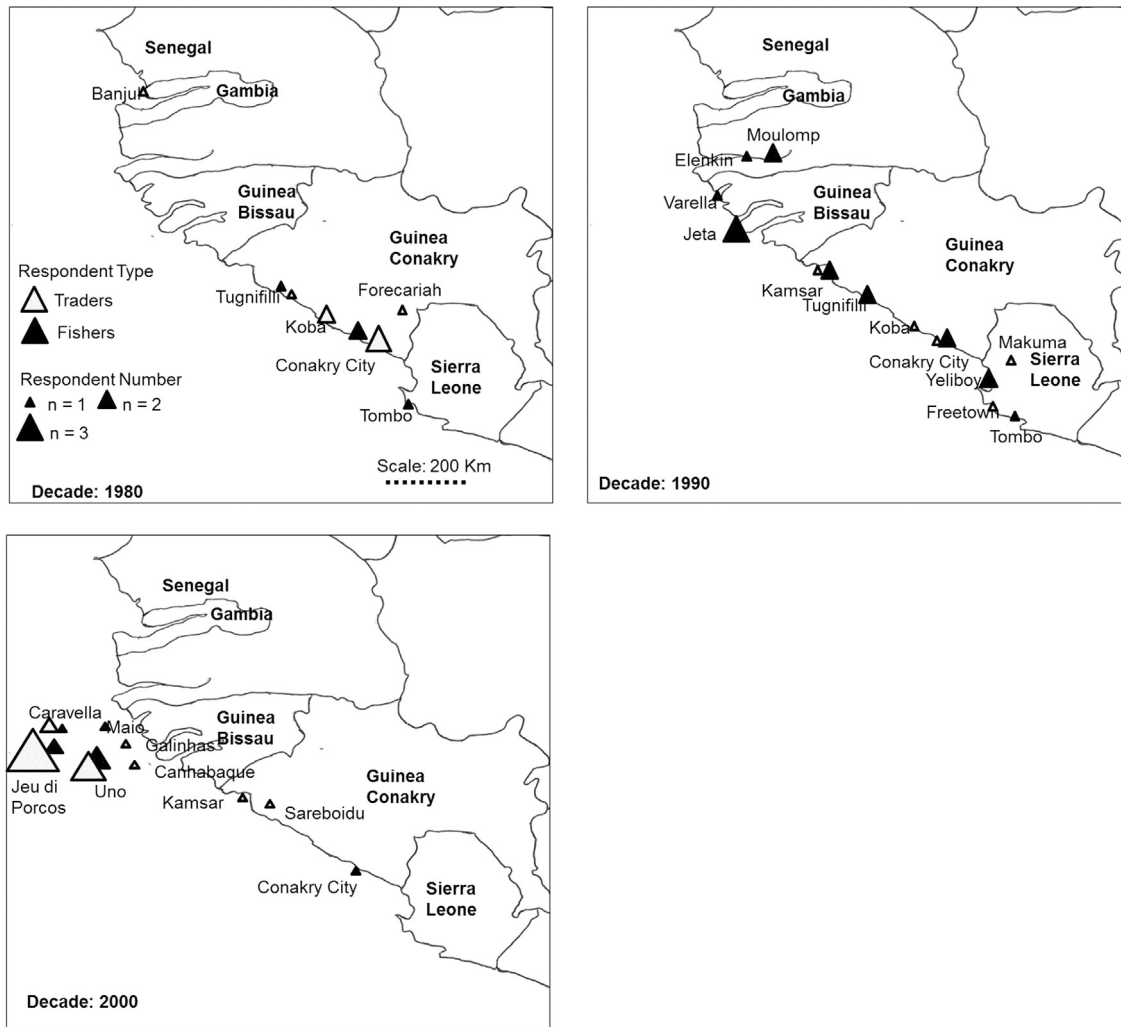 Senegal
Banjul
Gambia
Guinea
Bissau
Guinea
Conakry
Respondent Type
Traders
Fishers
Tugnifilli
Forecariah
Koba
Conakry City
Sierra
Leone
Respondent Number
n = 1
n = 2
n = 3
Tombo
Scale: 200 Km
Decade: 1980
Senegal
Gambia
Moulomp
Elenkin
Varella
Guinea
Bissau
Jeta
Guinea
Conakry
Kamsar
Tugnifilli
Koba
Conakry City
Makuma
Sierra
Leone
Yeliboy
Freetown
Tombo
Decade: 1990
Senegal
Gambia
Caravella
Maio
Guinea
Bissau
Galinhas
Canhabaque
Jeu di
Porcos
Uno
Kamsar
Guinea
Conakry
Sareboidu
Conakry City
Sierra
Leone
Decade: 2000